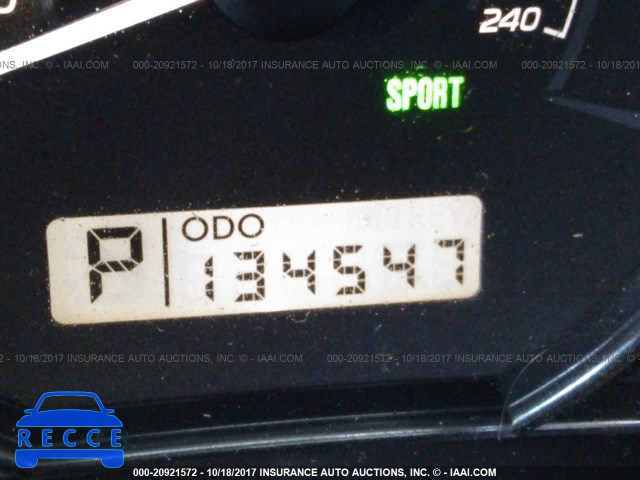 240
NS, INC. © - IAAI.COM
000-20921572 - 10/18/2017 INSURANCE AUTO AUCTIONS, INC. © - IAAI.COM
000-20921572 - 10/18/2017
SPORT
ODO
P 134547
72 - 10/18/2017 INSURANCE AUTO AUCTIONS, INC. © - IAAI.COM
000-20921572 - 10/18/2017 INSURANCE AUTO AUCTIONS, INC. © -
RECCE
000-20921572 - 10/18/2017 INSURANCE AUTO AUCTIONS, INC. © - IAAI.COM